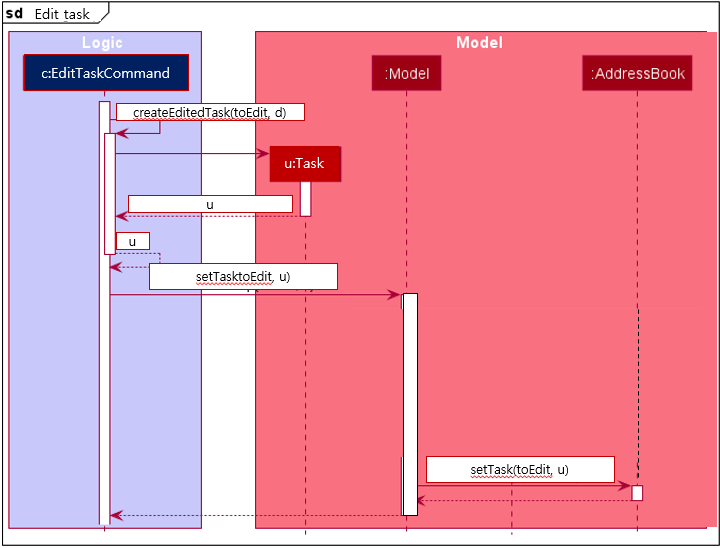 sd Edit task
Logic
Model
c:EditTaskCommand
:Model
:AddressBook
createEditedTask(toEdit, d)
u:Task
u
u
setTasktoEdit, u)
setTask(toEdit, u)